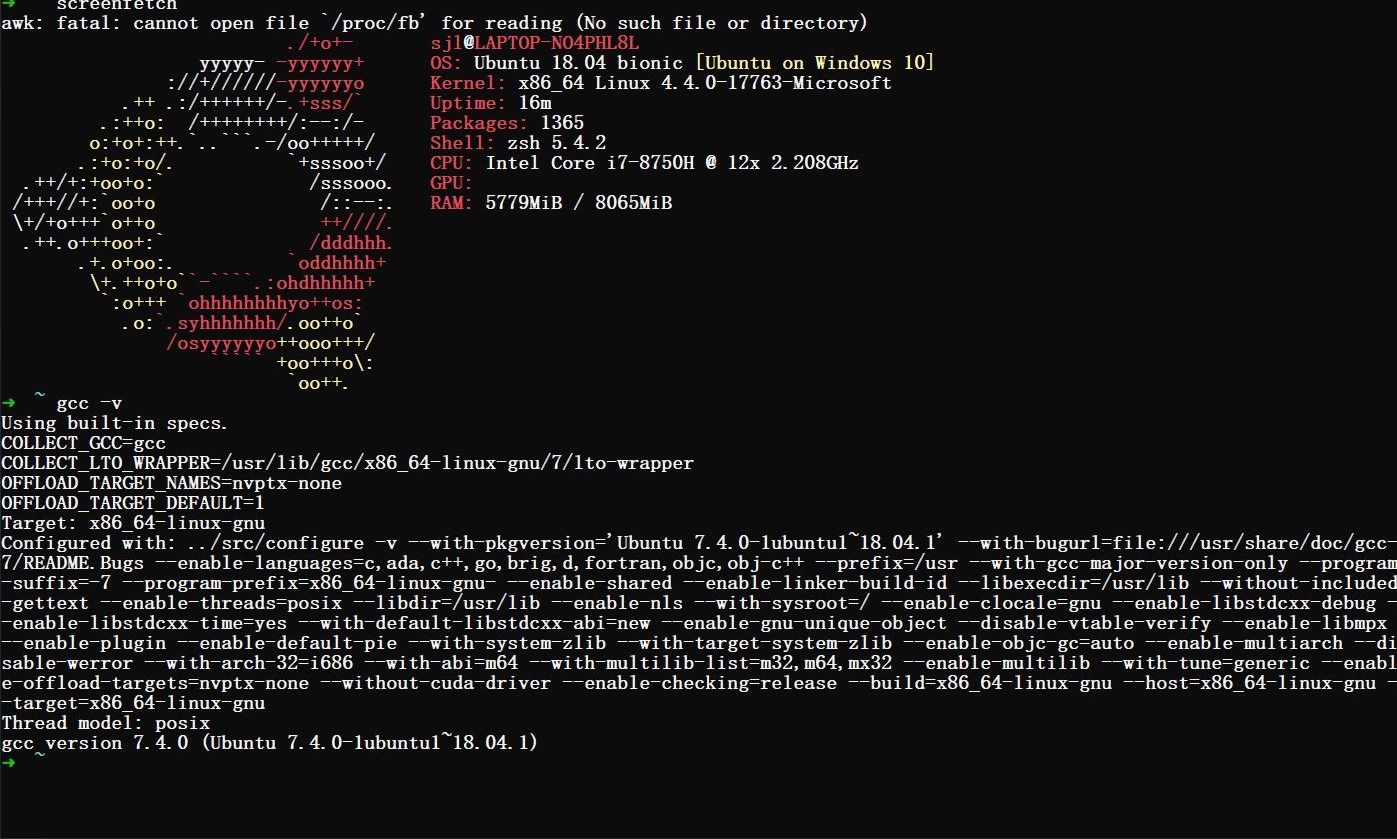 ➜ screenfetch
awk: fatal: cannot open file `/proc/fb' for reading (No such file or directory)
./+o+- sjl@LAPTOP-NO4PHL8L
yyyyy- -yyyyyy+ OS: Ubuntu 18.04 bionic [Ubuntu on Windows 10]
://+//////-yyyyyyo Kernel: x86_64 Linux 4.4.0-17763-Microsoft
.++ .:/++++++/-.+sss/` Uptime: 16m
.:++o: /++++++++/:--:/- Packages: 1365
o:+o+:++.`..```.-/oo+++++/ Shell: zsh 5.4.2
.:+o:+o/. `+sssoo+/ CPU: Intel Core i7-8750H @ 12x 2.208GHz
.++/+:+oo+o:` /sssooo. GPU:
/+++//+:`oo+o /::--:. RAM: 5779MiB / 8065MiB
\+/+o+++`o++o ++////.
.++.o+++oo+:` /dddhhh.
.+.o+oo:. `oddhhhh+
\+.++o+o``-````.:ohdhhhhh+
`:o+++ `ohhhhhhhhyo++os:
.o:`.syhhhhhhh/.oo++o`
/osyyyyyyo++ooo+++/
````` +oo+++o\:
`oo++.
➜ ~ gcc -v
Using built-in specs.
COLLECT_GCC=gcc
COLLECT_LTO_WRAPPER=/usr/lib/gcc/x86_64-linux-gnu/7/lto-wrapper
OFFLOAD_TARGET_NAMES=nvptx-none
OFFLOAD_TARGET_DEFAULT=1
Target: x86_64-linux-gnu
Configured with: ../src/configure -v --with-pkgversion='Ubuntu 7.4.0-1ubuntu1~18.04.1' --with-bugurl=file:///usr/share/doc/gcc-
7/README.Bugs --enable-languages=c,ada,c++,go,brig,d,fortran,objc,obj-c++ --prefix=/usr --with-gcc-major-version-only --program
-suffix=-7 --program-prefix=x86_64-linux-gnu- --enable-shared --enable-linker-build-id --libexecdir=/usr/lib --without-included
-gettext --enable-threads=posix --libdir=/usr/lib --enable-nls --with-sysroot=/ --enable-clocale=gnu --enable-libstdcxx-debug -
-enable-libstdcxx-time=yes --with-default-libstdcxx-abi=new --enable-gnu-unique-object --disable-vtable-verify --enable-libmpx
--enable-plugin --enable-default-pie --with-system-zlib --with-target-system-zlib --enable-objc-gc=auto --enable-multiarch --di
sable-werror --with-arch-32=i686 --with-abi=m64 --with-multilib-list=m32,m64,mx32 --enable-multilib --with-tune=generic --enabl
e-offload-targets=nvptx-none --without-cuda-driver --enable-checking=release --build=x86_64-linux-gnu --host=x86_64-linux-gnu -
-target=x86_64-linux-gnu
Thread model: posix
gcc version 7.4.0 (Ubuntu 7.4.0-1ubuntu1~18.04.1)
➜ ~